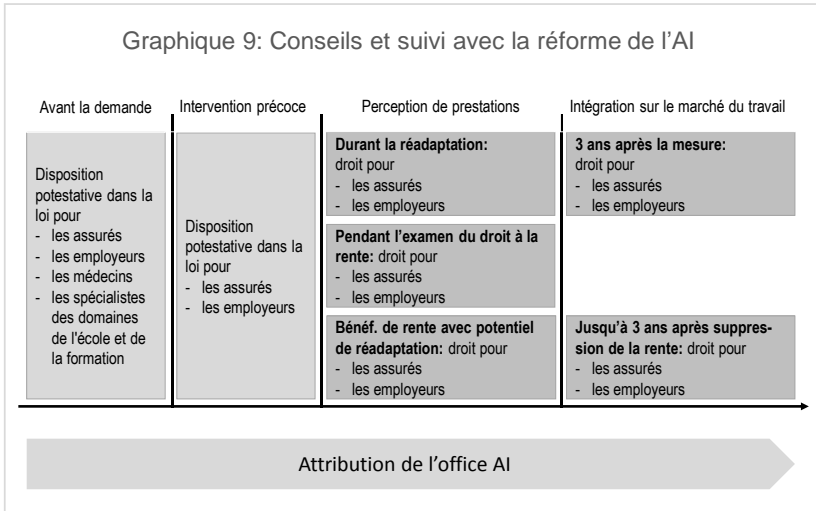 Graphique 9: Conseils et suivi avec la réforme de l'AI
Avant la demande
Intervention précoce
Perception de prestations
Intégration sur le marché du travail
Disposition
potestative dans la
loi pour
- les assurés
- les employeurs
- les médecins
- les spécialistes
des domaines
de l'école et de
la formation
Disposition
potestative dans la
loi pour
- les assurés
- les employeurs
Durant la réadaptation:
droit pour
- les assurés
- les employeurs
Pendant l'examen du droit à la
rente: droit pour
- les assurés
- les employeurs
Bénéf. de rente avec potentiel
de réadaptation: droit pour
- les assurés
- les employeurs
3 ans après la mesure:
droit pour
- les assurés
- les employeurs
Jusqu'à 3 ans après suppres-
sion de la rente: droit pour
- les assurés
- les employeurs
Attribution de l'office AI